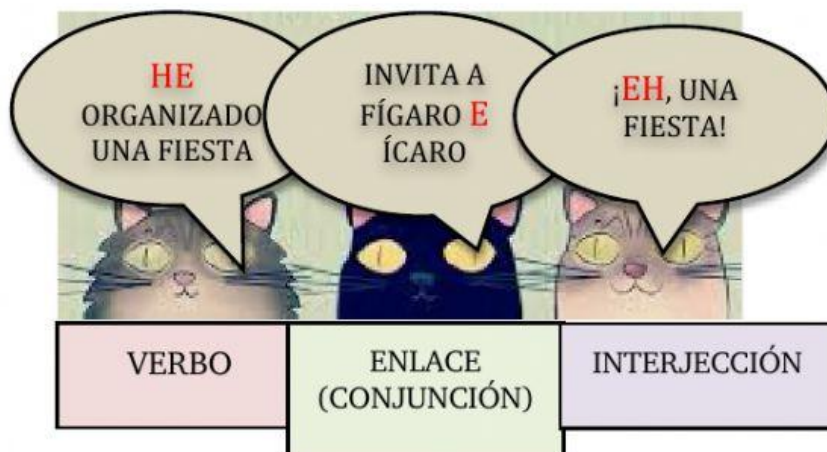 HE
ORGANIZADO
UNA FIESTA
INVITA A
FÍGARO E
ÍCARO
¡EH, UNA
FIESTA!
VERBO
ENLACE
(CONJUNCIÓN)
INTERJECCIÓN